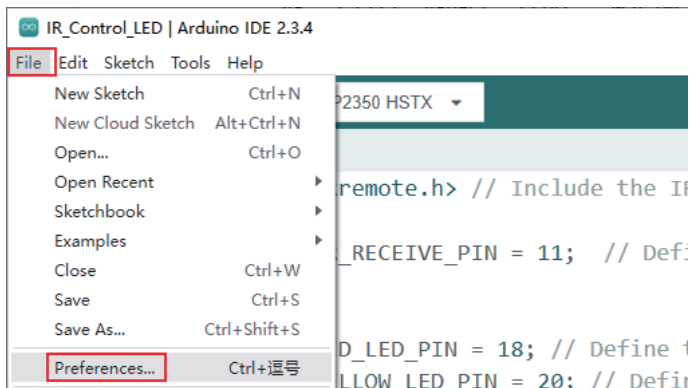 IR_Control_LED | Arduino IDE 2.3.4
File Edit Sketch Tools Help
New Sketch Ctrl+N
P2350 HSTX
New Cloud Sketch Alt+Ctrl+N
Open... Ctrl+O
Open Recent
remote.h> // Include the IR
Sketchbook
Examples
_RECEIVE_PIN = 11; // Defi
Close Ctrl+W
Save Ctrl+S
Save As... Ctrl+Shift+S
D_LED_PIN = 18; // Define t
Preferences... Ctrl+逗号
LLOW_LED_PIN = 20; // Defin